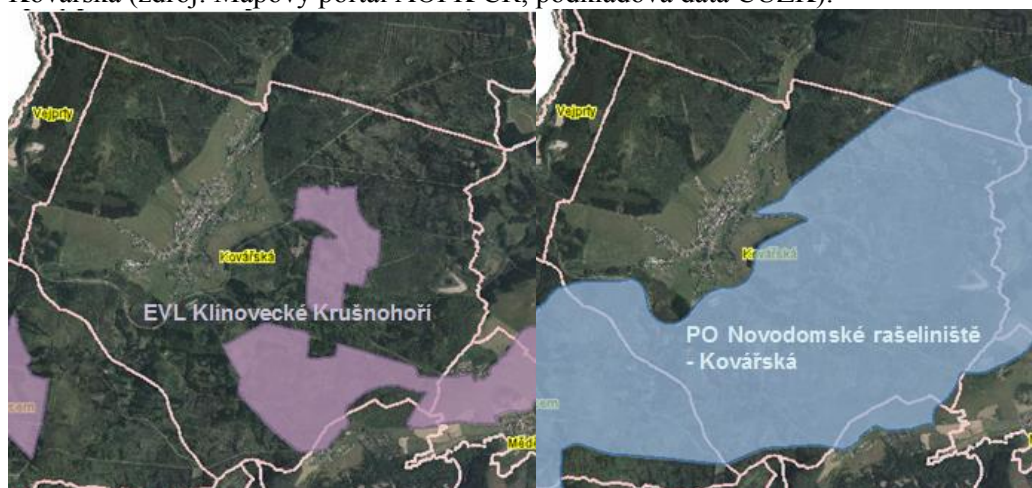 Kovářská (zdroj: Mapový portál AOPK ČR, podkladová data ČÚZK).
Vejprty
Kovářská
EVL Klínovecké Krušnohoří
Vejprty
Kovářská
PO Novodomské rašeliniště
- Kovářská